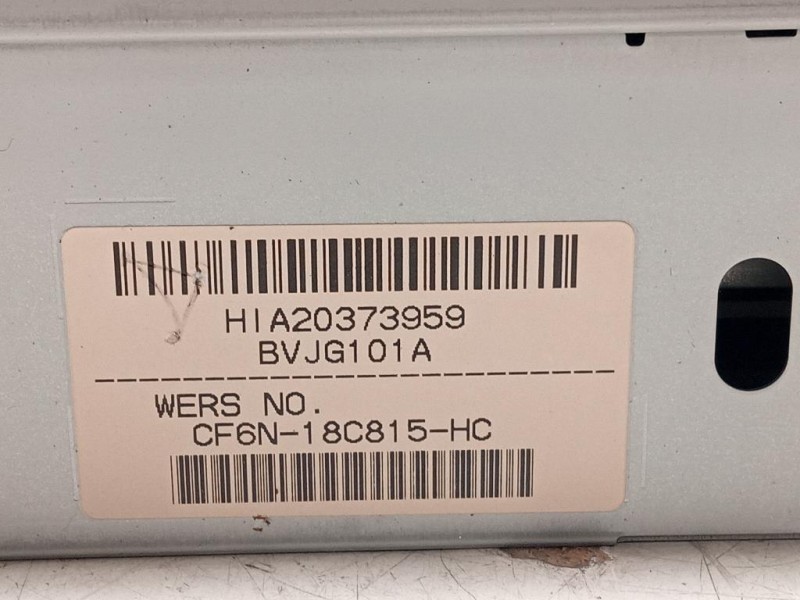 HIA20373959
BVJG101A
WERS NO.
CF6N-18C815-HC